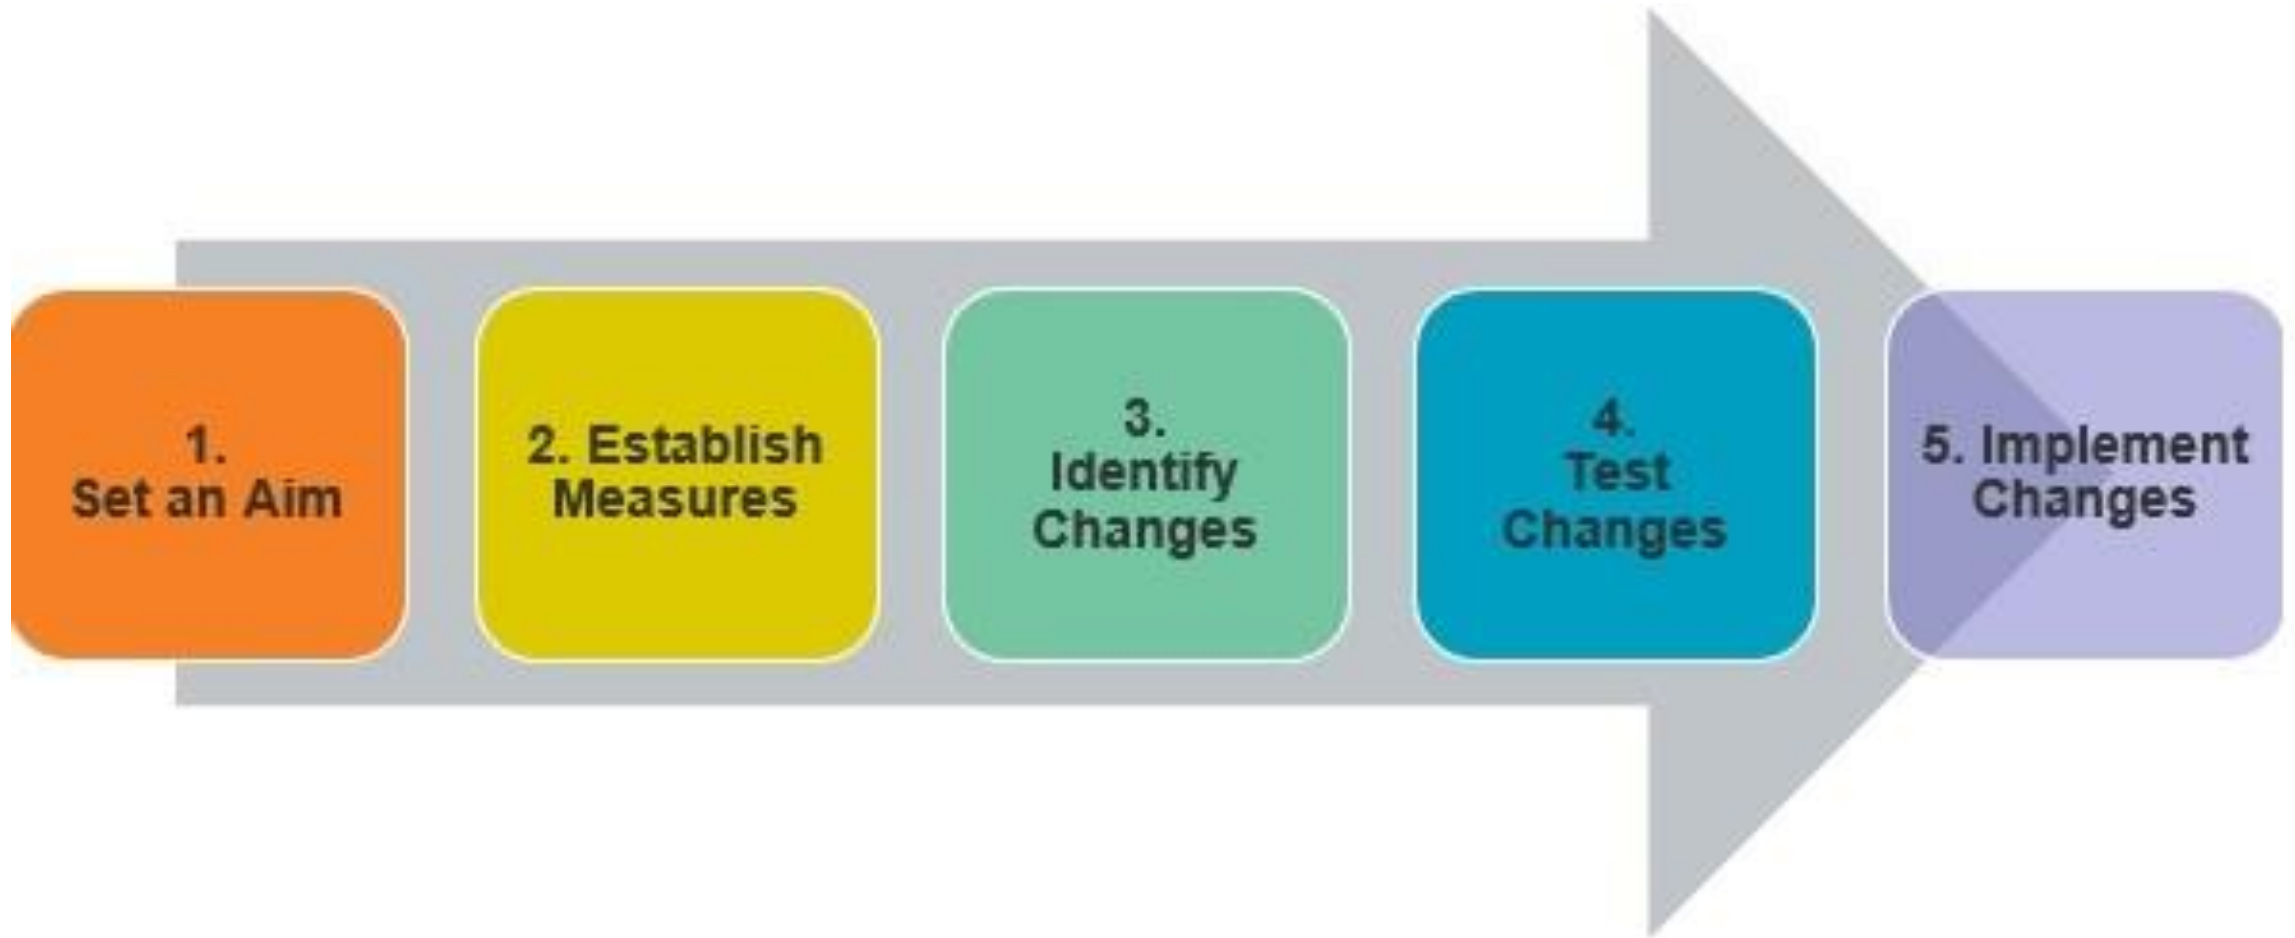 1.
Set an Aim
2. Establish
Measures
3.
Identify
Changes
4.
Test
Changes
5. Implement
Changes